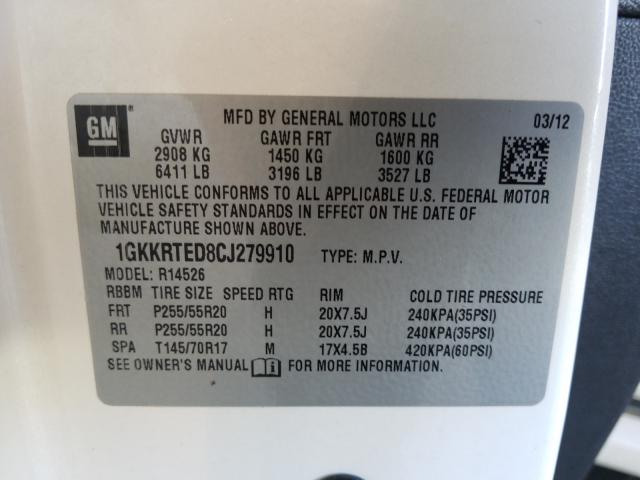 GM ® MFD BY GENERAL MOTORS LLC 03/12
GVWR GAWR FRT GAWR RR
2908 KG 1450 KG 1600 KG
6411 LB 3196 LB 3527 LB
THIS VEHICLE CONFORMS TO ALL APPLICABLE U.S. FEDERAL MOTOR
VEHICLE SAFETY STANDARDS IN EFFECT ON THE DATE OF
MANUFACTURE SHOWN ABOVE.
1GKKRTED8CJ279910 TYPE: M.P.V.
MODEL: R14526
RBBM TIRE SIZE SPEED RTG RIM COLD TIRE PRESSURE
FRT P255/55R20 H 20X7.5J 240KPA(35PSI)
RR P255/55R20 H 20X7.5J 240KPA(35PSI)
SPA T145/70R17 M 17X4.5B 420KPA(60PSI)
SEE OWNER'S MANUAL FOR MORE INFORMATION.